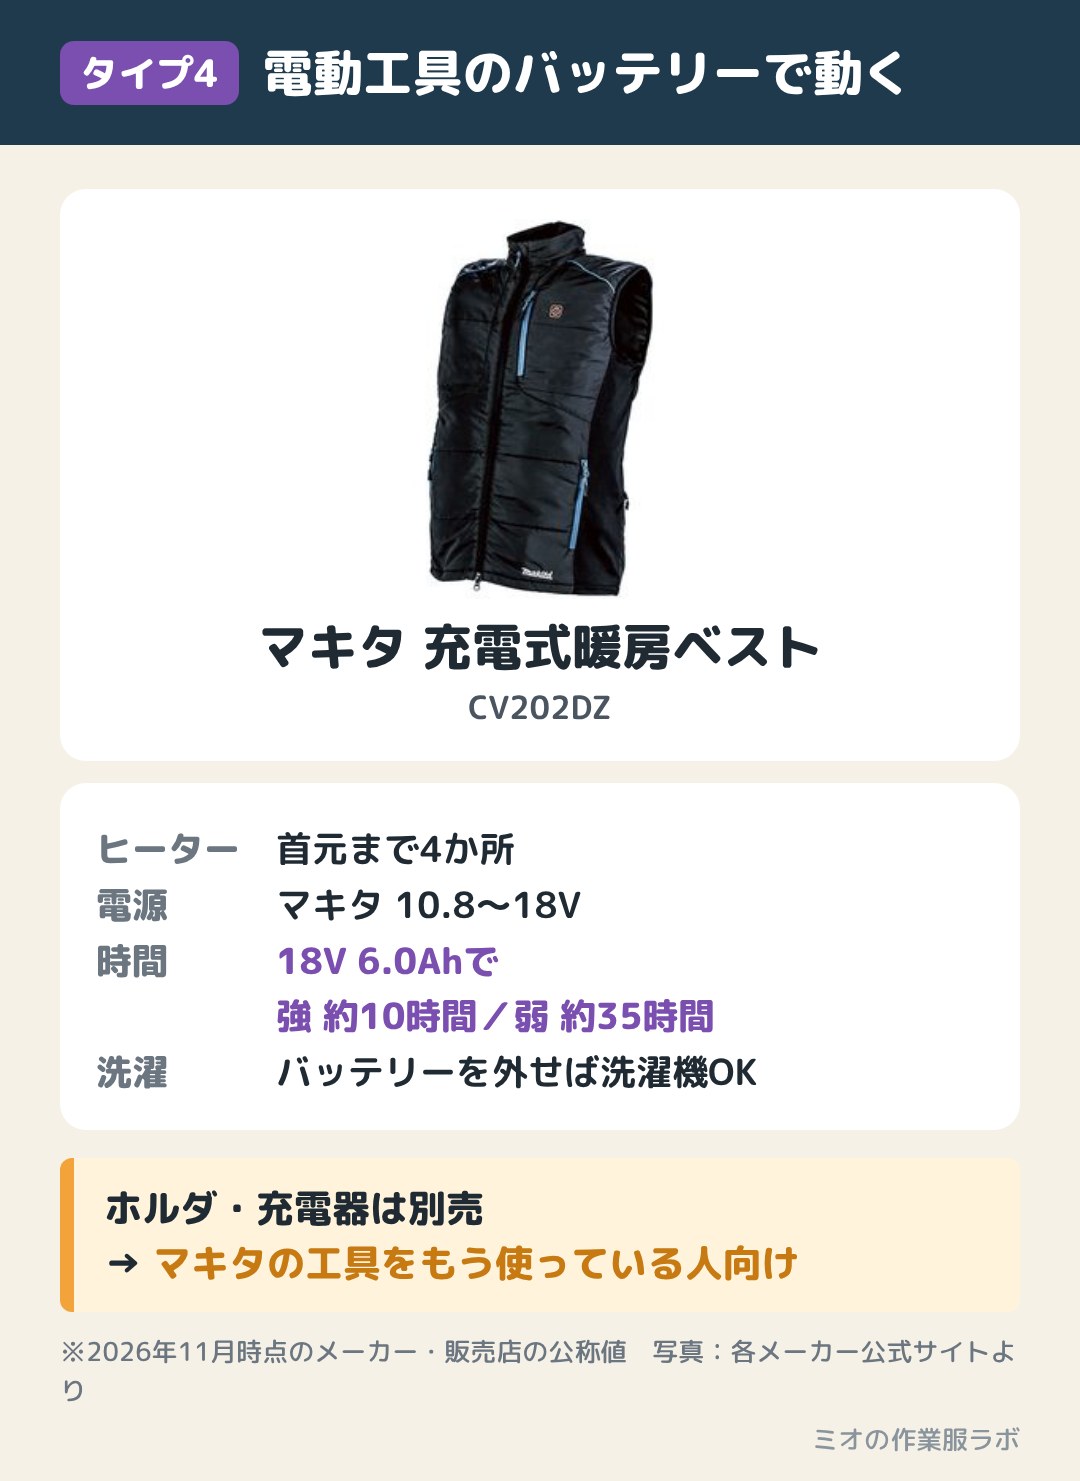 タイプ4 電動工具のバッテリーで動く
makita
マキタ 充電式暖房ベスト
CV202DZ
ヒーター 首元まで4か所
電源 マキタ 10.8〜18V
時間 18V 6.0Ahで
強 約10時間／弱 約35時間
洗濯 バッテリーを外せば洗濯機OK
ホルダ・充電器は別売
→ マキタの工具をもう使っている人向け
※2026年11月時点のメーカー・販売店の公称値　写真：各メーカー公式サイトよ
り
ミオの作業服ラボ